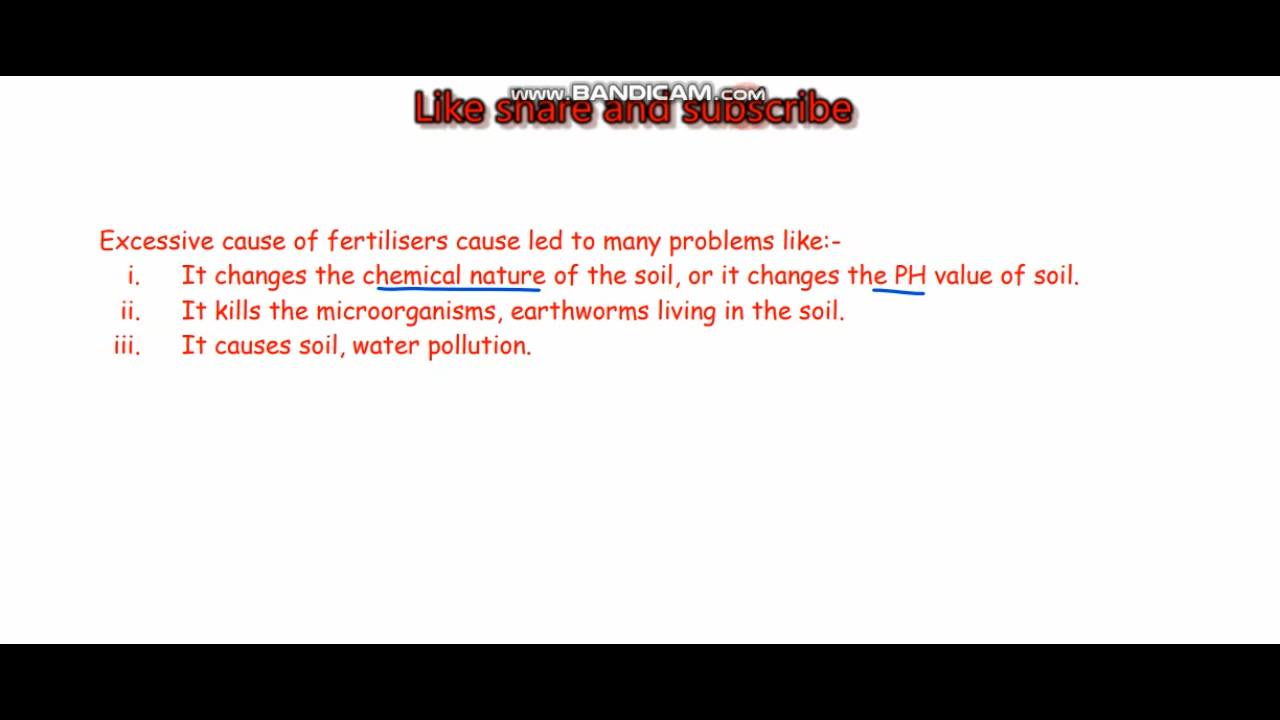 www.BANDICAM.COM
Like share and subscribe
Excessive cause of fertilisers cause led to many problems like:-
i. It changes the chemical nature of the soil, or it changes the PH value of soil.
ii. It kills the microorganisms, earthworms living in the soil.
iii. It causes soil, water pollution.